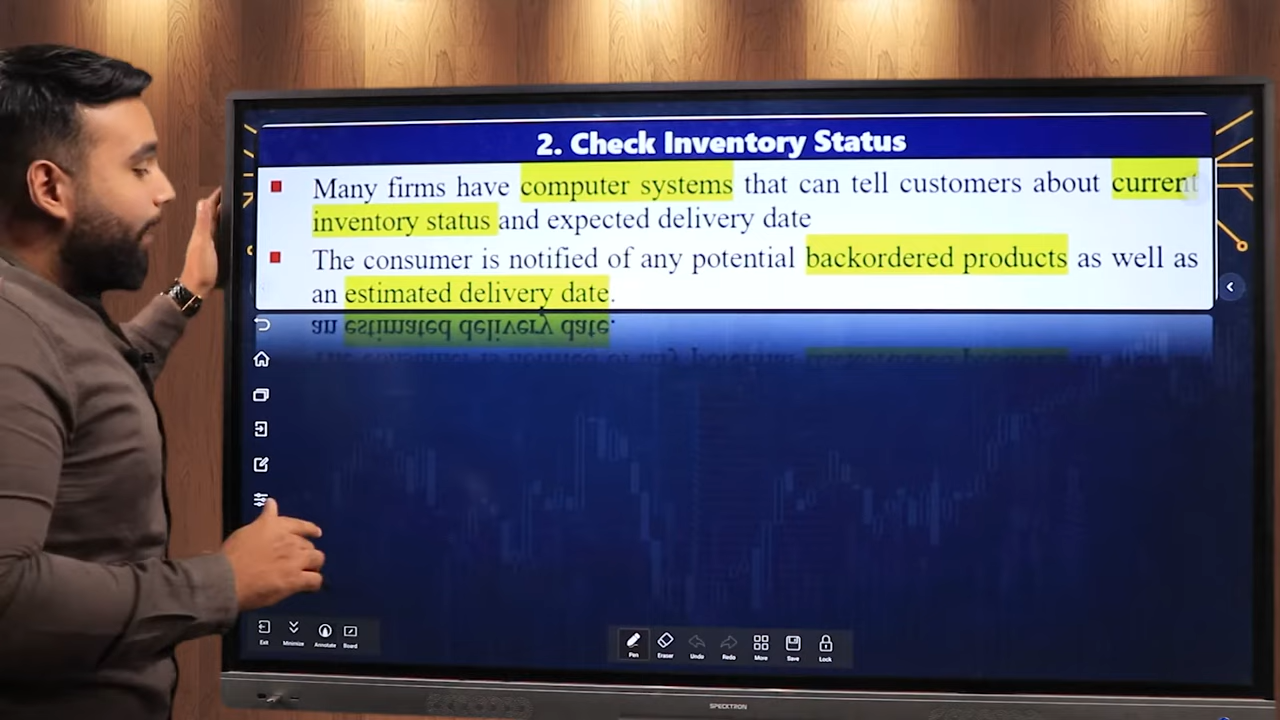 2. Check Inventory Status
Many firms have computer systems that can tell customers about current
inventory status and expected delivery date
The consumer is notified of any potential backordered products as well as
an estimated delivery date.
Exit Minimize Annotate Board
Pen Eraser Undo Redo More Save Lock
SPECKTRON